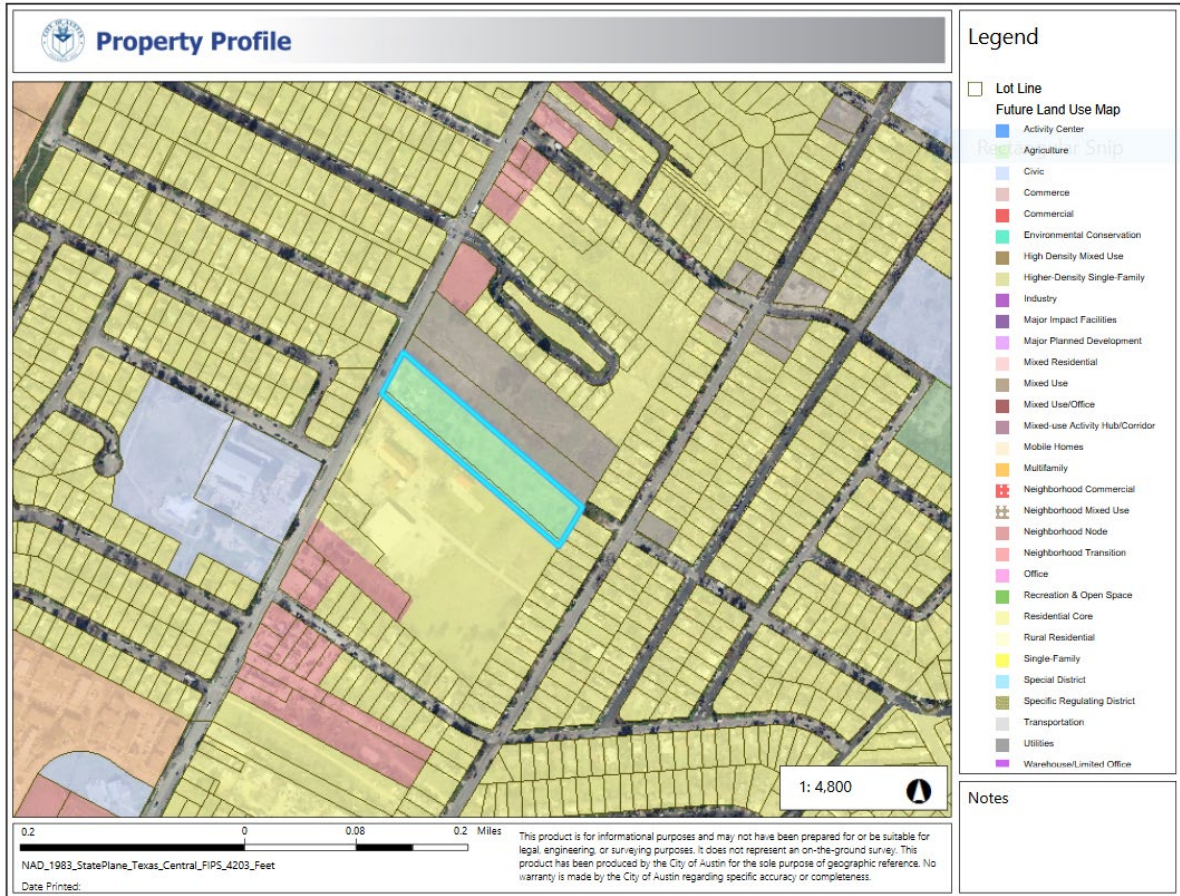 Property Profile
Legend
Lot Line
Future Land Use Map
Activity Center
Rectangular Snip
Agriculture
Civic
Commerce
Commercial
Environmental Conservation
High Density Mixed Use
Higher-Density Single-Family
Industry
Major Impact Facilities
Major Planned Development
Mixed Residential
Mixed Use
Mixed Use/Office
Mixed-use Activity Hub/Corridor
Mobile Homes
Multifamily
Neighborhood Commercial
Neighborhood Mixed Use
Neighborhood Node
Neighborhood Transition
Office
Recreation & Open Space
Residential Core
Rural Residential
Single-Family
Special District
Specific Regulating District
Transportation
Utilities
Warehouse/Limited Office
1: 4,800
Notes
0.2 0 0.08 0.2 Miles
NAD_1983_StatePlane_Texas_Central_FIPS_4203_Feet
Date Printed:
This product is for informational purposes and may not have been prepared for or be suitable for
legal, engineering, or surveying purposes. It does not represent an on-the-ground survey. This
product has been produced by the City of Austin for the sole purpose of geographic reference. No
warranty is made by the City of Austin regarding specific accuracy or completeness.